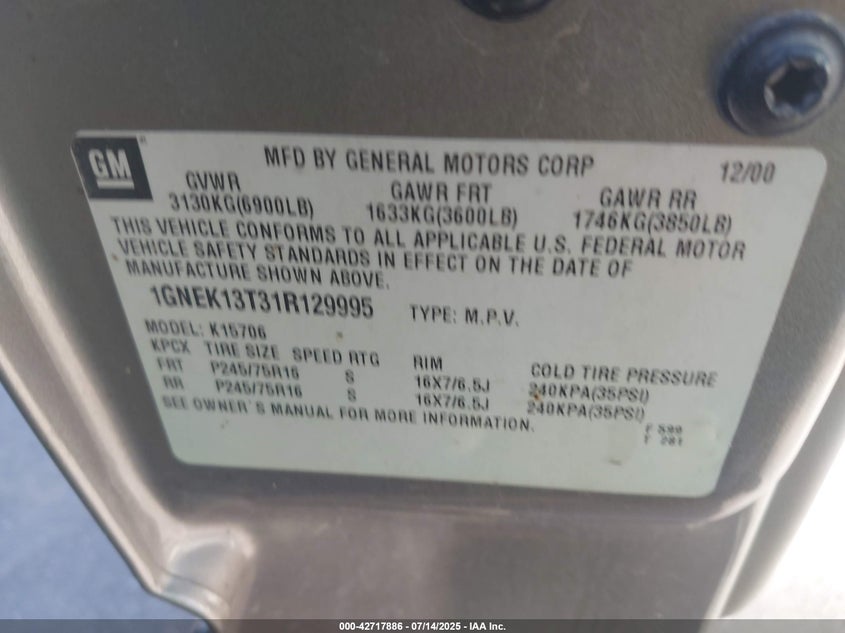 GM
MFD BY GENERAL MOTORS CORP 12/00
GVWR GAWR FRT GAWR RR
3130KG(6900LB) 1633KG(3600LB) 1746KG(3850LB)
THIS VEHICLE CONFORMS TO ALL APPLICABLE U.S. FEDERAL MOTOR
VEHICLE SAFETY STANDARDS IN EFFECT ON THE DATE OF
MANUFACTURE SHOWN ABOVE.
1GNEK13T31R129995 TYPE: M.P.V.
MODEL: K15706
KPCX TIRE SIZE SPEED RTG RIM COLD TIRE PRESSURE
FRT P245/75R16 S 16X7/6.5J 240KPA(35PSI)
RR P245/75R16 S 16X7/6.5J 240KPA(35PSI)
SEE OWNER'S MANUAL FOR MORE INFORMATION.
F 599
T 281
000-42717886 - 07/14/2025 - IAA Inc.